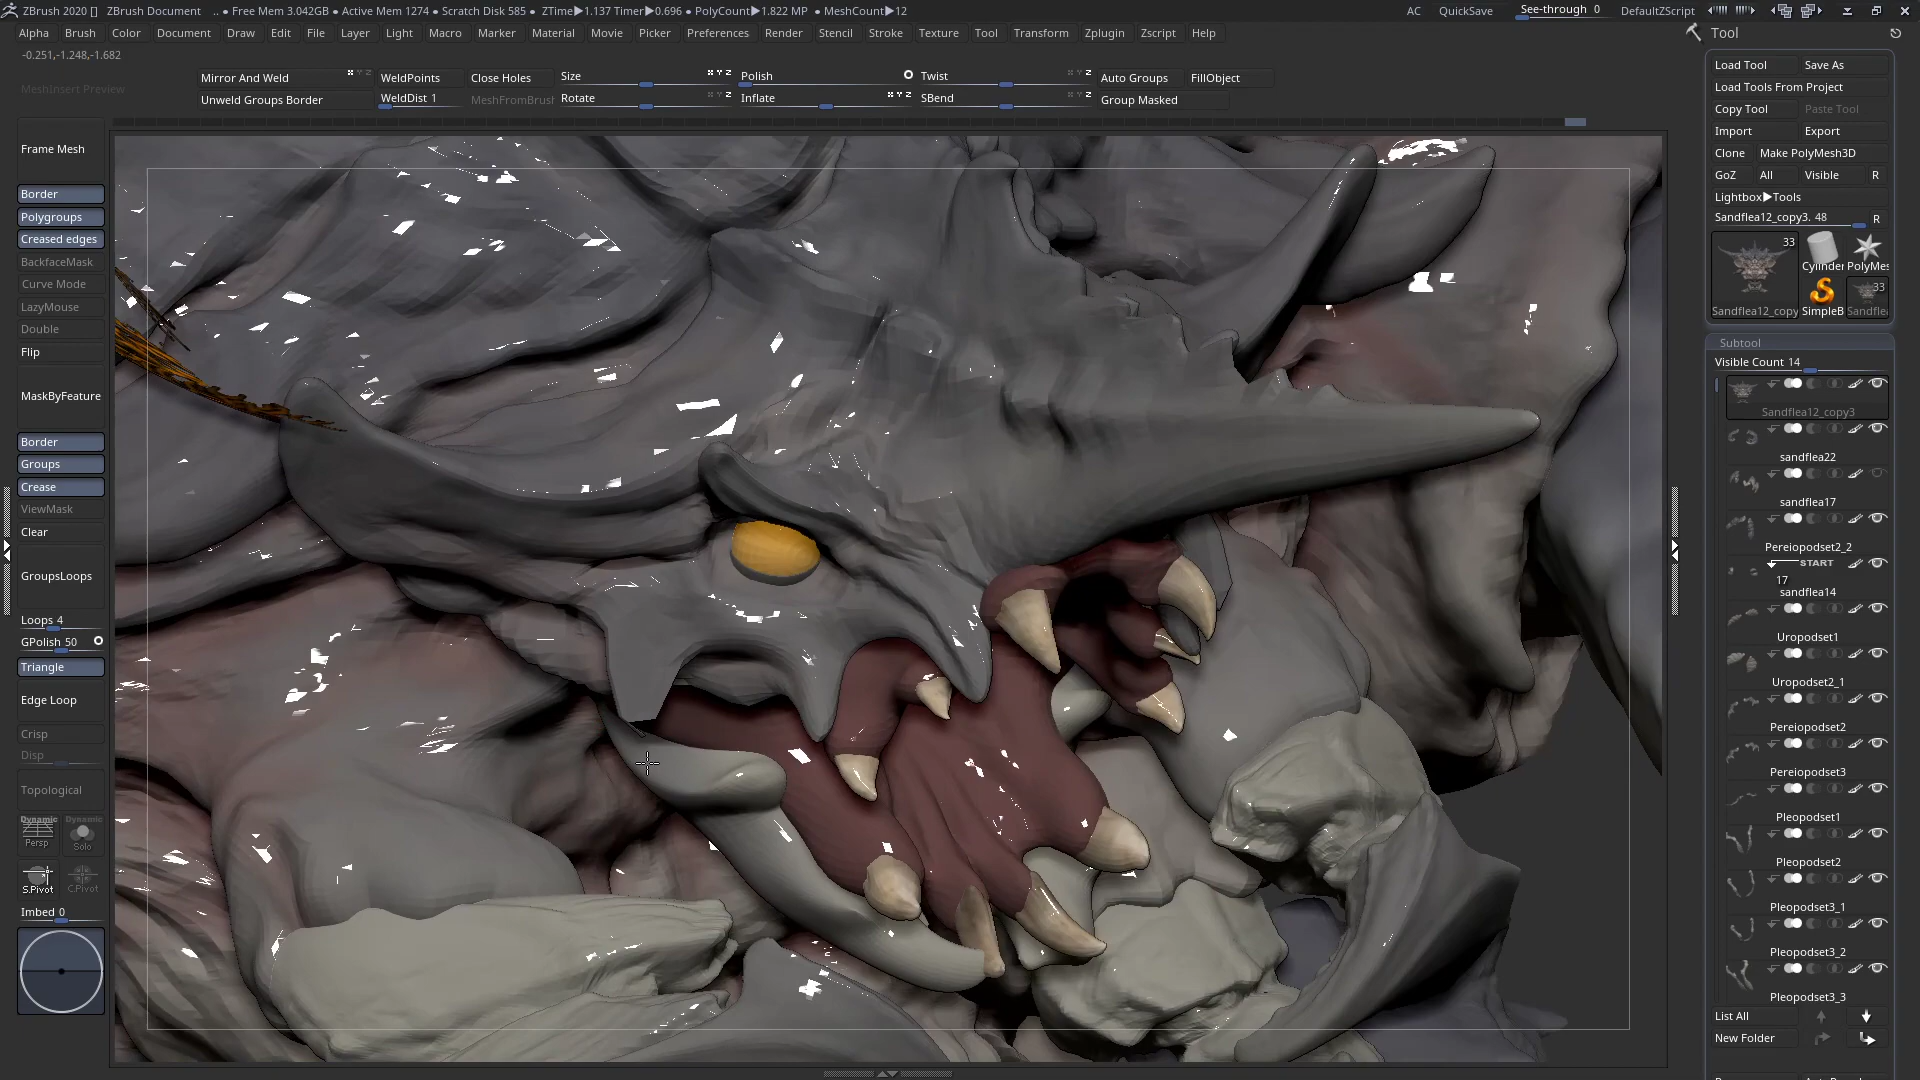 ZBrush 2020 [] ZBrush Document .. • Free Mem 3.042GB • Active Mem 1274 • Scratch Disk 585 • ZTime▶1.137 Timer▶0.696 • PolyCount▶1.822 MP • MeshCount▶12 AC QuickSave See-through 0 DefaultZScript
Alpha Brush Color Document Draw Edit File Layer Light Macro Marker Material Movie Picker Preferences Render Stencil Stroke Texture Tool Transform Zplugin Zscript Help Tool
-0.251,-1.248,-1.682
Mirror And Weld WeldPoints Close Holes Size Polish Twist Auto Groups FillObject
MeshInsert Preview
Unweld Groups Border WeldDist 1 MeshFromBrush Rotate Inflate SBend Group Masked
Frame Mesh
Border
Polygroups
Creased edges
BackfaceMask
Curve Mode
LazyMouse
Double
Flip
MaskByFeature
Border
Groups
Crease
ViewMask
Clear
GroupsLoops
Loops 4
GPolish 50
Triangle
Edge Loop
Crisp
Disp
Topological
Dynamic Dynamic
Persp Solo
S.Pivot C.Pivot
Imbed 0
Load Tool Save As
Load Tools From Project
Copy Tool Paste Tool
Import Export
Clone Make PolyMesh3D
GoZ All Visible R
Lightbox▶Tools
Sandflea12_copy3. 48 R
33
Cylinder PolyMes
33
Sandflea12_copy SimpleB Sandflea
Subtool
Visible Count 14
Sandflea12_copy3
sandflea22
sandflea17
Pereiopodset2_2
START
17
sandflea14
Uropodset1
Uropodset2_1
Pereiopodset2
Pereiopodset3
Pleopodset1
Pleopodset2
Pleopodset3_1
Pleopodset3_2
Pleopodset3_3
List All
New Folder